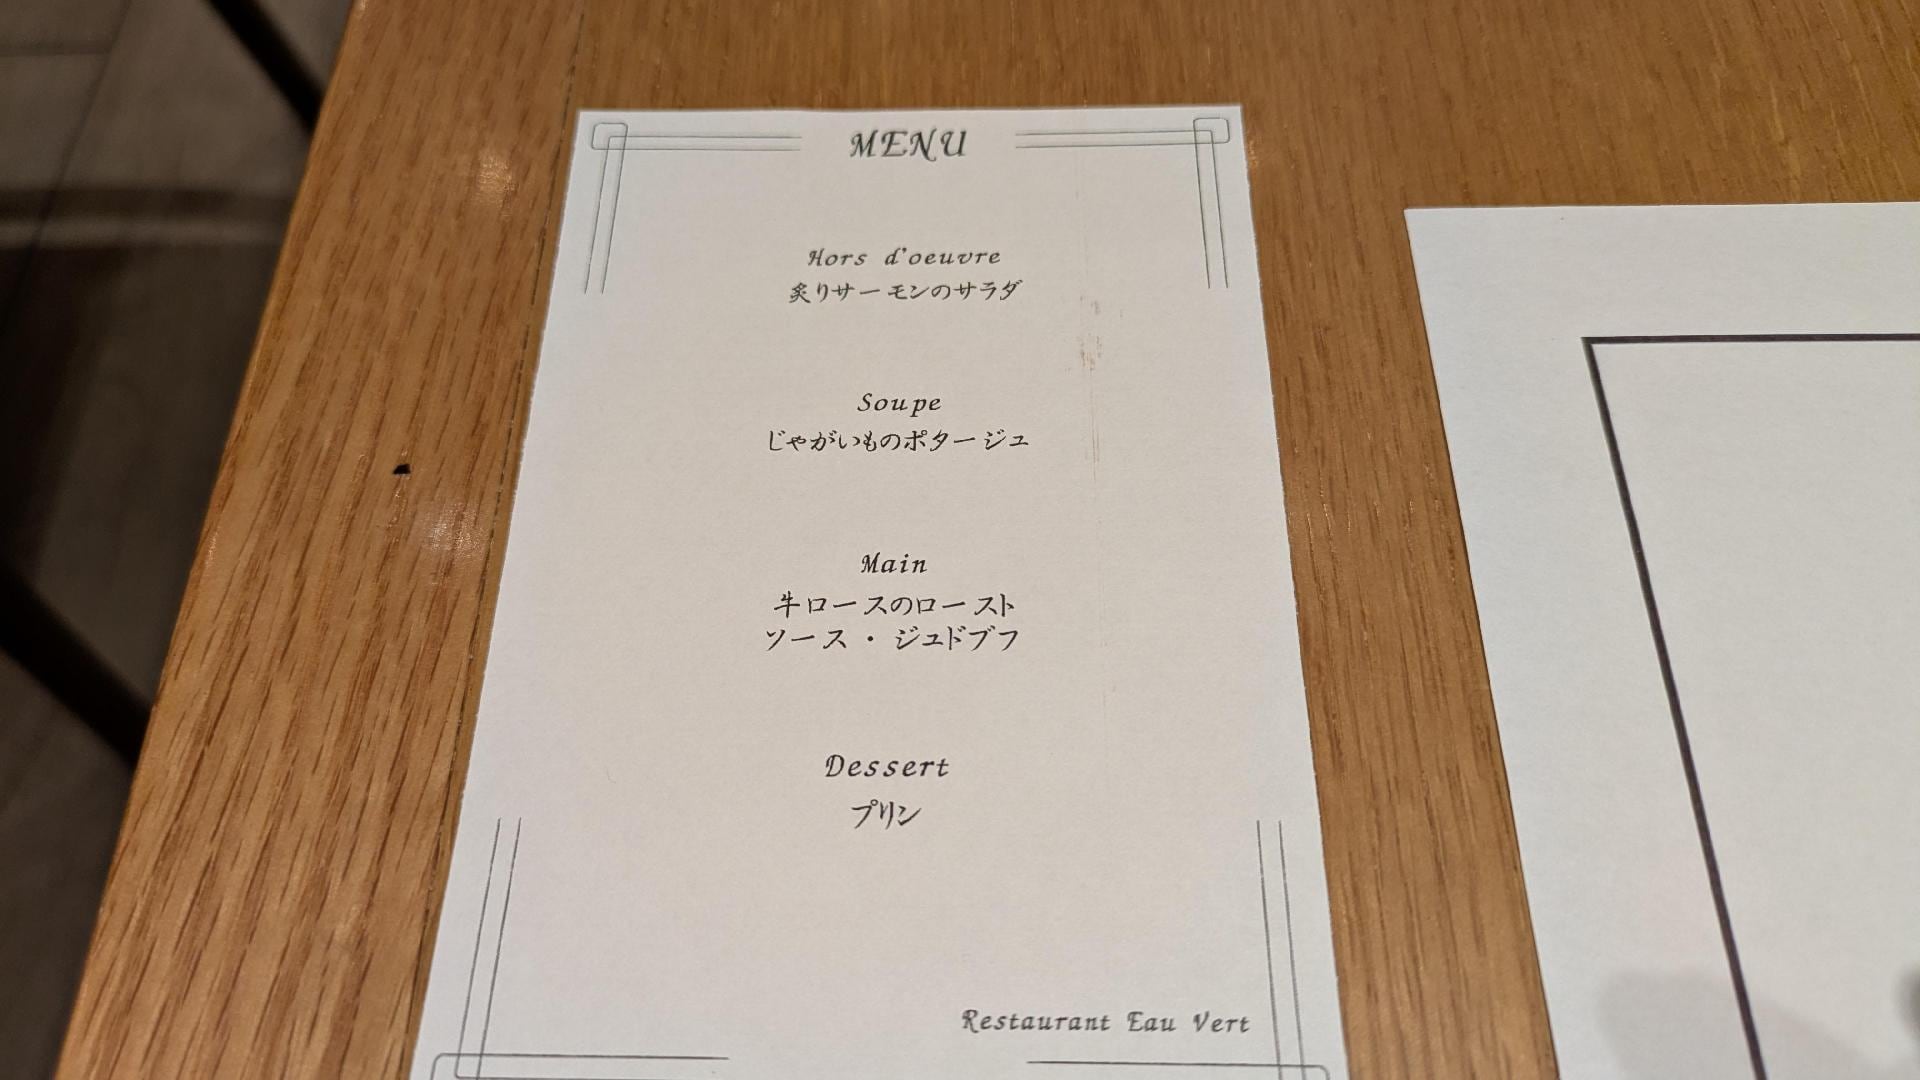 MENU
Hors d'oeuvre
炙りサーモンのサラダ
Soupe
じゃがいものポタージュ
Main
牛ロースのロースト
ソース・ジュドブフ
Dessert
プリン
Restaurant Eau Vert